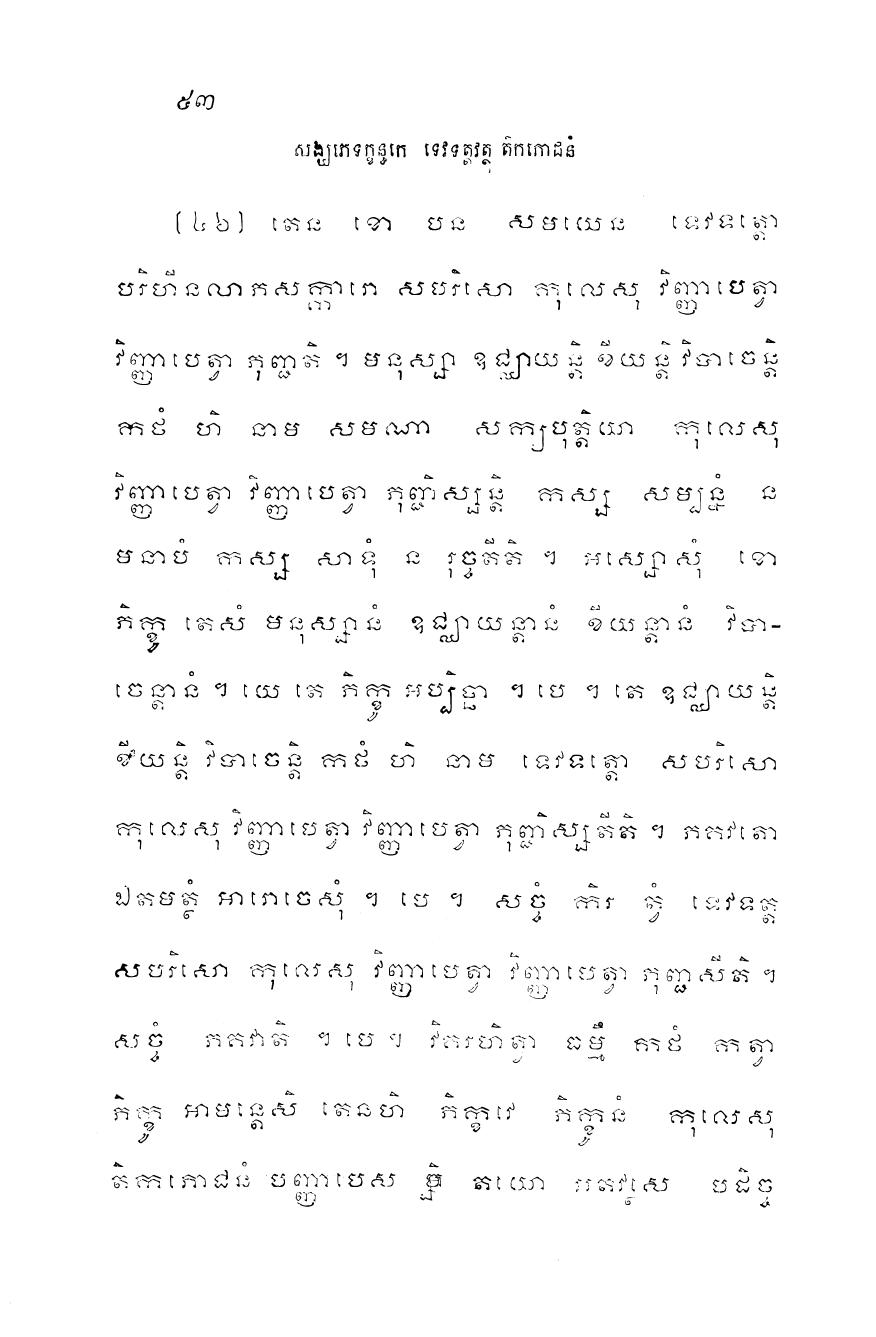 ៥៣
សង្ឃភេទក្ខន្ធកេ ទេវទត្តវត្ថុ តិកភោជនំ
(៤៦) តេន ខោ បន សមយេន ទេវទត្តោ
បរិហីនលាភសក្ការោ សបរិសោ កុលេសុ វិញ្ញាបេត្វា
វិញ្ញាបេត្វា ភុញ្ជតិ ។ មនុស្សា ឧជ្ឈាយន្តិ ខីយន្តិ វិបាចេន្តិ
កថំ ហិ នាម សមណា សក្យបុត្តិយា កុលេសុ
វិញ្ញាបេត្វា វិញ្ញាបេត្វា ភុញ្ជិស្សន្តិ កស្ស សម្បន្នំ ន
មនាបំ កស្ស សាទុំ ន រុច្ចតីតិ ។ អស្សោសុំ ខោ
ភិក្ខូ តេសំ មនុស្សានំ ឧជ្ឈាយន្តានំ ខីយន្តានំ វិបា-
ចេន្តានំ ។ យេ តេ ភិក្ខូ អប្បិច្ឆា ។ បេ ។ តេ ឧជ្ឈាយន្តិ
ខីយន្តិ វិបាចេន្តិ កថំ ហិ នាម ទេវទត្តោ សបរិសោ
កុលេសុ វិញ្ញាបេត្វា វិញ្ញាបេត្វា ភុញ្ជិស្សតីតិ ។ ភគវតោ
ឯតមត្ថំ អារោចេសុំ ។ បេ ។ សច្ចំ កិរ ត្វំ ទេវទត្ត
សបរិសោ កុលេសុ វិញ្ញាបេត្វា វិញ្ញាបេត្វា ភុញ្ជសីតិ ។
សច្ចំ ភគវាតិ ។ បេ ។ វិគរហិត្វា ធម្មឹ កថំ កត្វា
ភិក្ខូ អាមន្តេសិ តេនហិ ភិក្ខវេ ភិក្ខូនំ កុលេសុ
តិកភោជនំ បញ្ញាបេស្សាមិ តយោ អត្ថវសេ បដិច្ច